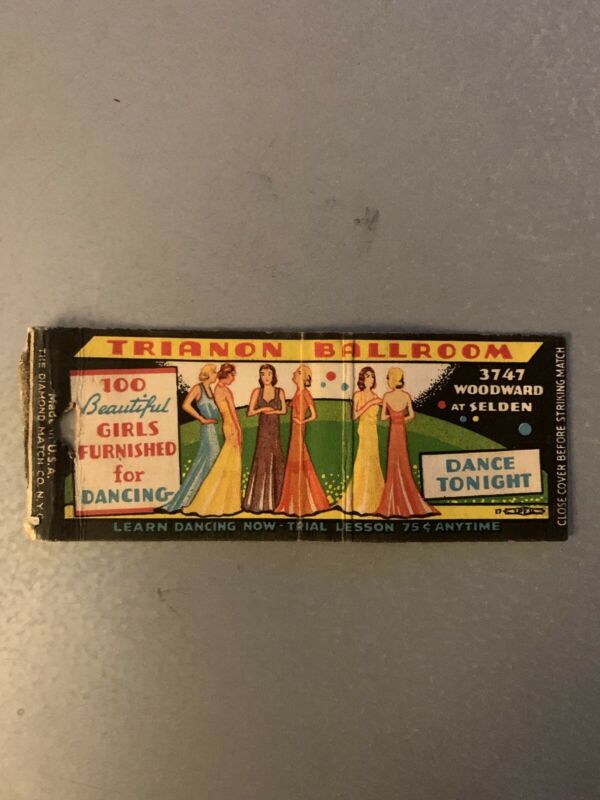 TRIANON BALLROOM
100
Beautiful
GIRLS
FURNISHED
for
DANCING
3747
WOODWARD
AT SELDEN
DANCE
TONIGHT
LEARN DANCING NOW - TRIAL LESSON 75¢ ANYTIME
Made in U.S.A.
THE DIAMOND MATCH CO. N.Y.C.
CLOSE COVER BEFORE STRIKING MATCH